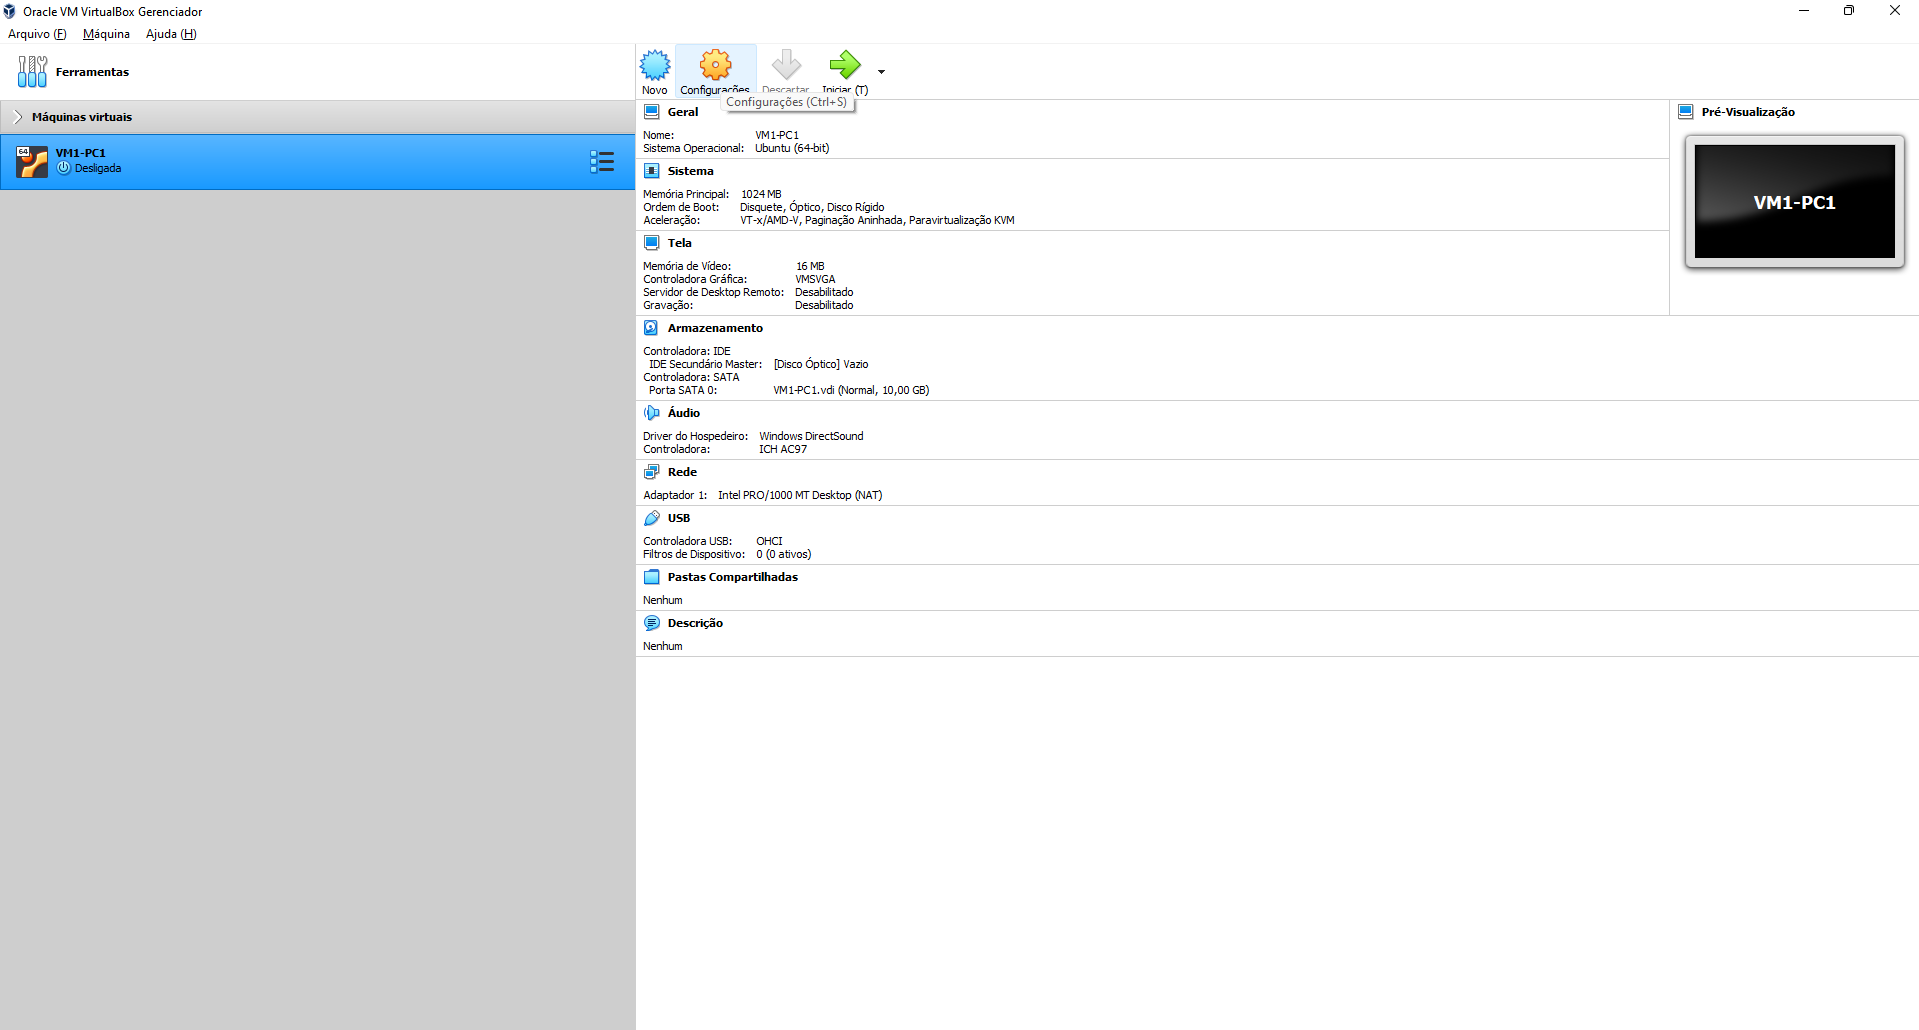 Oracle VM VirtualBox Gerenciador
Arquivo (F) Máquina Ajuda (H)
Ferramentas
Máquinas virtuais
64
VM1-PC1
Desligada
Novo Configurações Descartar Iniciar (T)
Configurações (Ctrl+S)
Geral
Nome: VM1-PC1
Sistema Operacional: Ubuntu (64-bit)
Sistema
Memória Principal: 1024 MB
Ordem de Boot: Disquete, Óptico, Disco Rígido
Aceleração: VT-x/AMD-V, Paginação Aninhada, Paravirtualização KVM
Tela
Memória de Vídeo: 16 MB
Controladora Gráfica: VMSVGA
Servidor de Desktop Remoto: Desabilitado
Gravação: Desabilitado
Pré-Visualização
VM1-PC1
Armazenamento
Controladora: IDE
IDE Secundário Master: [Disco Óptico] Vazio
Controladora: SATA
Porta SATA 0: VM1-PC1.vdi (Normal, 10,00 GB)
Áudio
Driver do Hospedeiro: Windows DirectSound
Controladora: ICH AC97
Rede
Adaptador 1: Intel PRO/1000 MT Desktop (NAT)
USB
Controladora USB: OHCI
Filtros de Dispositivo: 0 (0 ativos)
Pastas Compartilhadas
Nenhum
Descrição
Nenhum